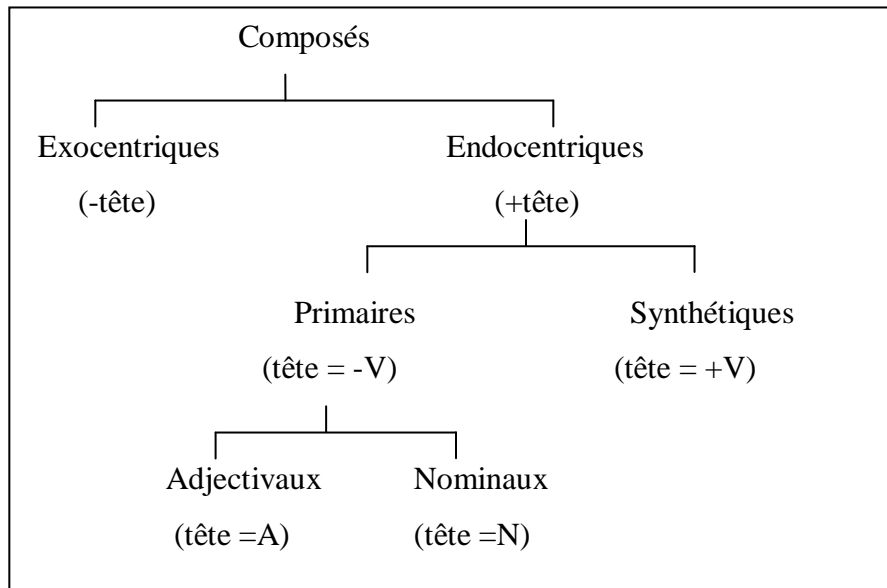 Composés
Exocentriques Endocentriques
(-tête) (+tête)
Primaires Synthétiques
(tête = -V) (tête = +V)
Adjectivaux Nominaux
(tête =A) (tête =N)